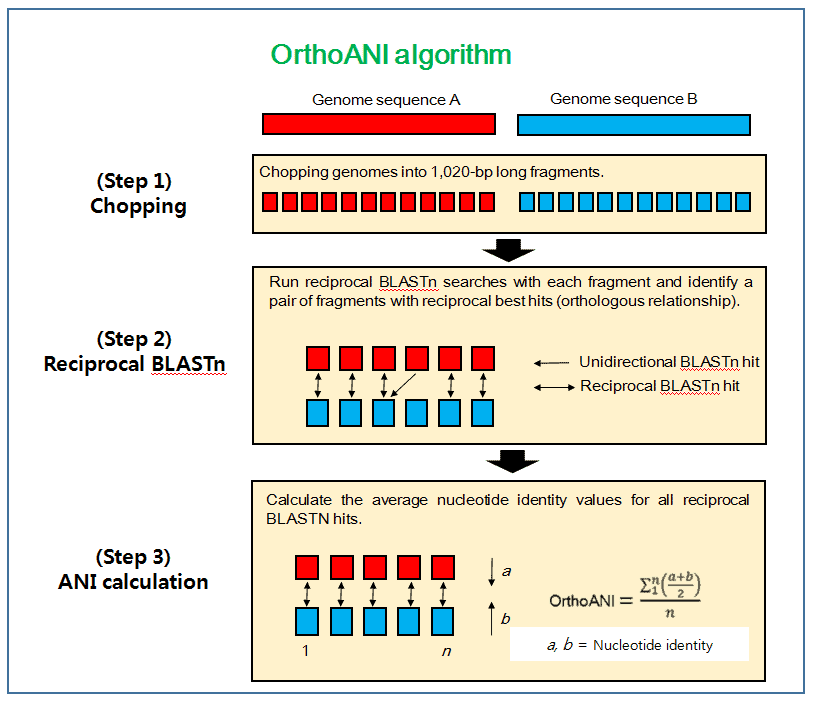 OrthoANI algorithm
Genome sequence A
Genome sequence B
(Step 1)
Chopping
Chopping genomes into 1,020-bp long fragments.
(Step 2)
Reciprocal BLASTn
Run reciprocal BLASTn searches with each fragment and identify a
pair of fragments with reciprocal best hits (orthologous relationship).
Unidirectional BLASTn hit
Reciprocal BLASTn hit
(Step 3)
ANI calculation
Calculate the average nucleotide identity values for all reciprocal
BLASTN hits.
a
b
1
n
OrthoANI = ∑₁ⁿ((a+b)/2) / n
a, b = Nucleotide identity